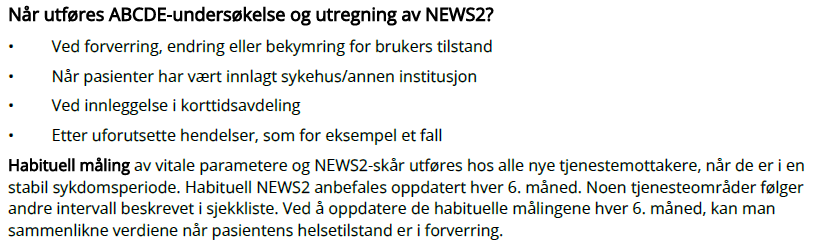 Når utføres ABCDE-undersøkelse og utregning av NEWS2?
• Ved forverring, endring eller bekymring for brukers tilstand
• Når pasienter har vært innlagt sykehus/annen institusjon
• Ved innleggelse i korttidsavdeling
• Etter uforutsette hendelser, som for eksempel et fall
Habituell måling av vitale parametere og NEWS2-skår utføres hos alle nye tjenestemottakere, når de er i en
stabil sykdomsperiode. Habituell NEWS2 anbefales oppdatert hver 6. måned. Noen tjenesteområder følger
andre intervall beskrevet i sjekkliste. Ved å oppdatere de habituelle målingene hver 6. måned, kan man
sammenlikne verdiene når pasientens helsetilstand er i forverring.